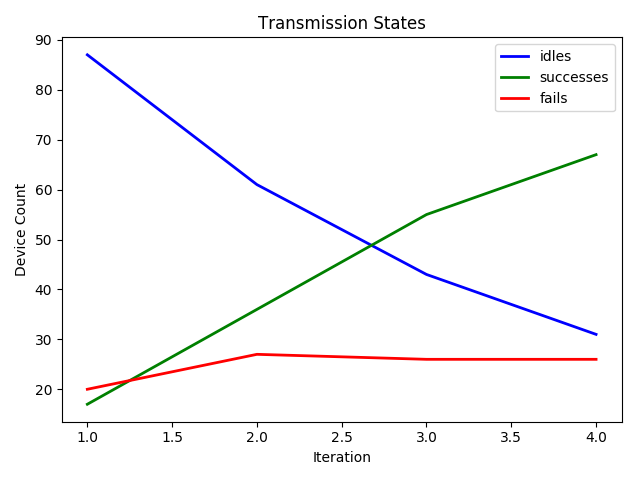 Transmission States
90
80
70
60
50
40
30
20
Device Count
idles
successes
fails
1.0 1.5 2.0 2.5 3.0 3.5 4.0
Iteration